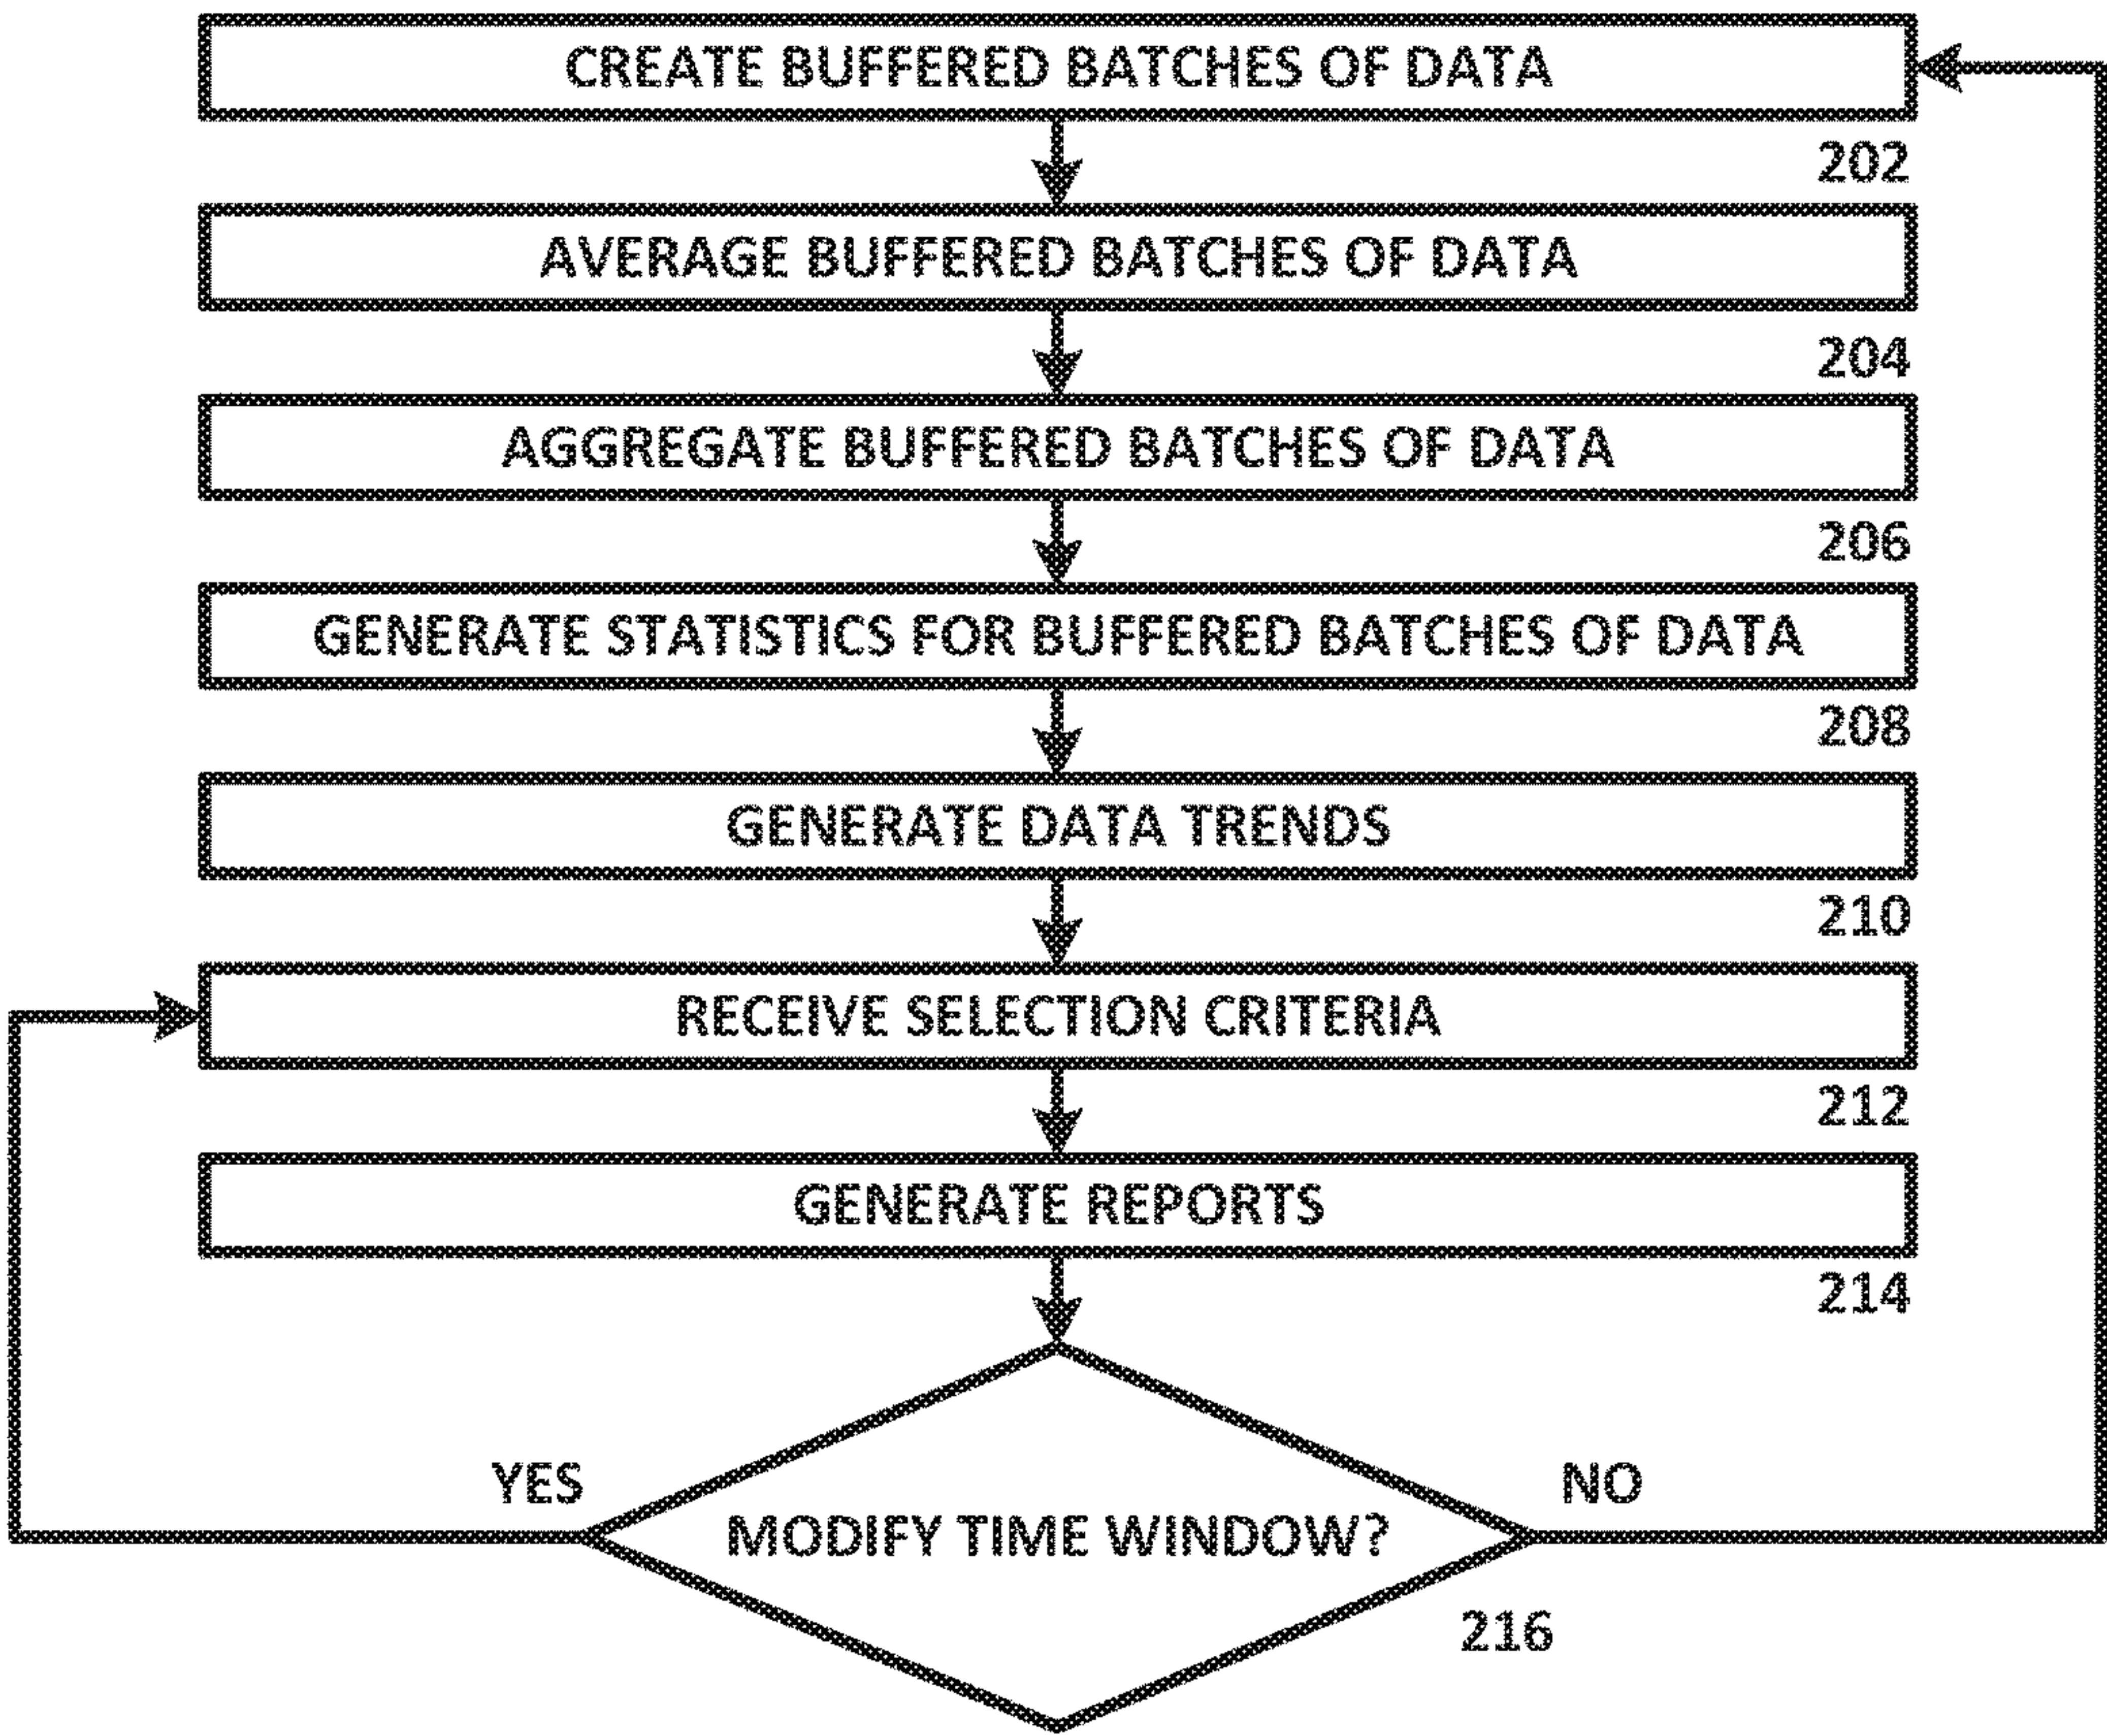 CREATE BUFFERED BATCHES OF DATA
202
AVERAGE BUFFERED BATCHES OF DATA
204
AGGREGATE BUFFERED BATCHES OF DATA
206
GENERATE STATISTICS FOR BUFFERED BATCHES OF DATA
208
GENERATE DATA TRENDS
210
RECEIVE SELECTION CRITERIA
212
GENERATE REPORTS
214
YES
NO
MODIFY TIME WINDOW?
216